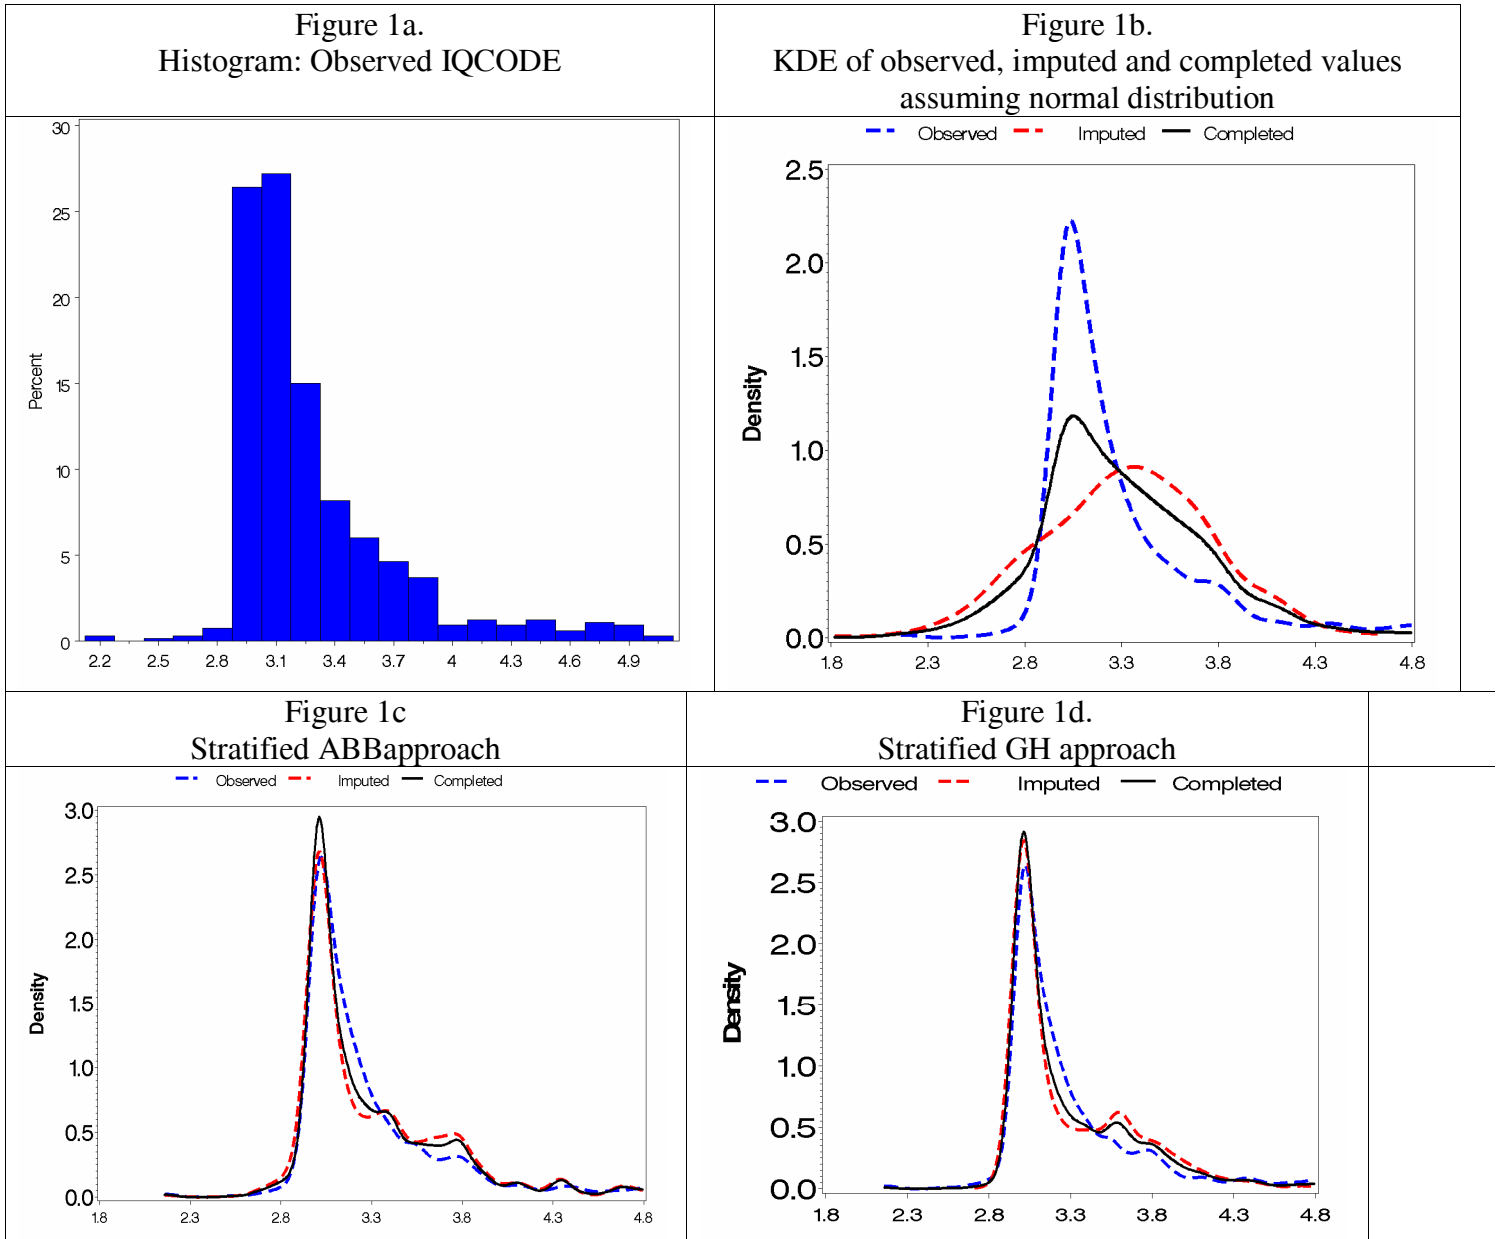 Figure 1a.
Histogram: Observed IQCODE
Figure 1b.
KDE of observed, imputed and completed values
assuming normal distribution
30
25
20
15
10
5
0
Percent
2.2 2.5 2.8 3.1 3.4 3.7 4 4.3 4.6 4.9
Observed Imputed Completed
2.5
2.0
1.5
1.0
0.5
0.0
Density
1.8 2.3 2.8 3.3 3.8 4.3 4.8
Figure 1c
Stratified ABBapproach
Figure 1d.
Stratified GH approach
Observed Imputed Completed
3.0
2.5
2.0
1.5
1.0
0.5
0.0
Density
1.8 2.3 2.8 3.3 3.8 4.3 4.8
Observed Imputed Completed
3.0
2.5
2.0
1.5
1.0
0.5
0.0
Density
1.8 2.3 2.8 3.3 3.8 4.3 4.8